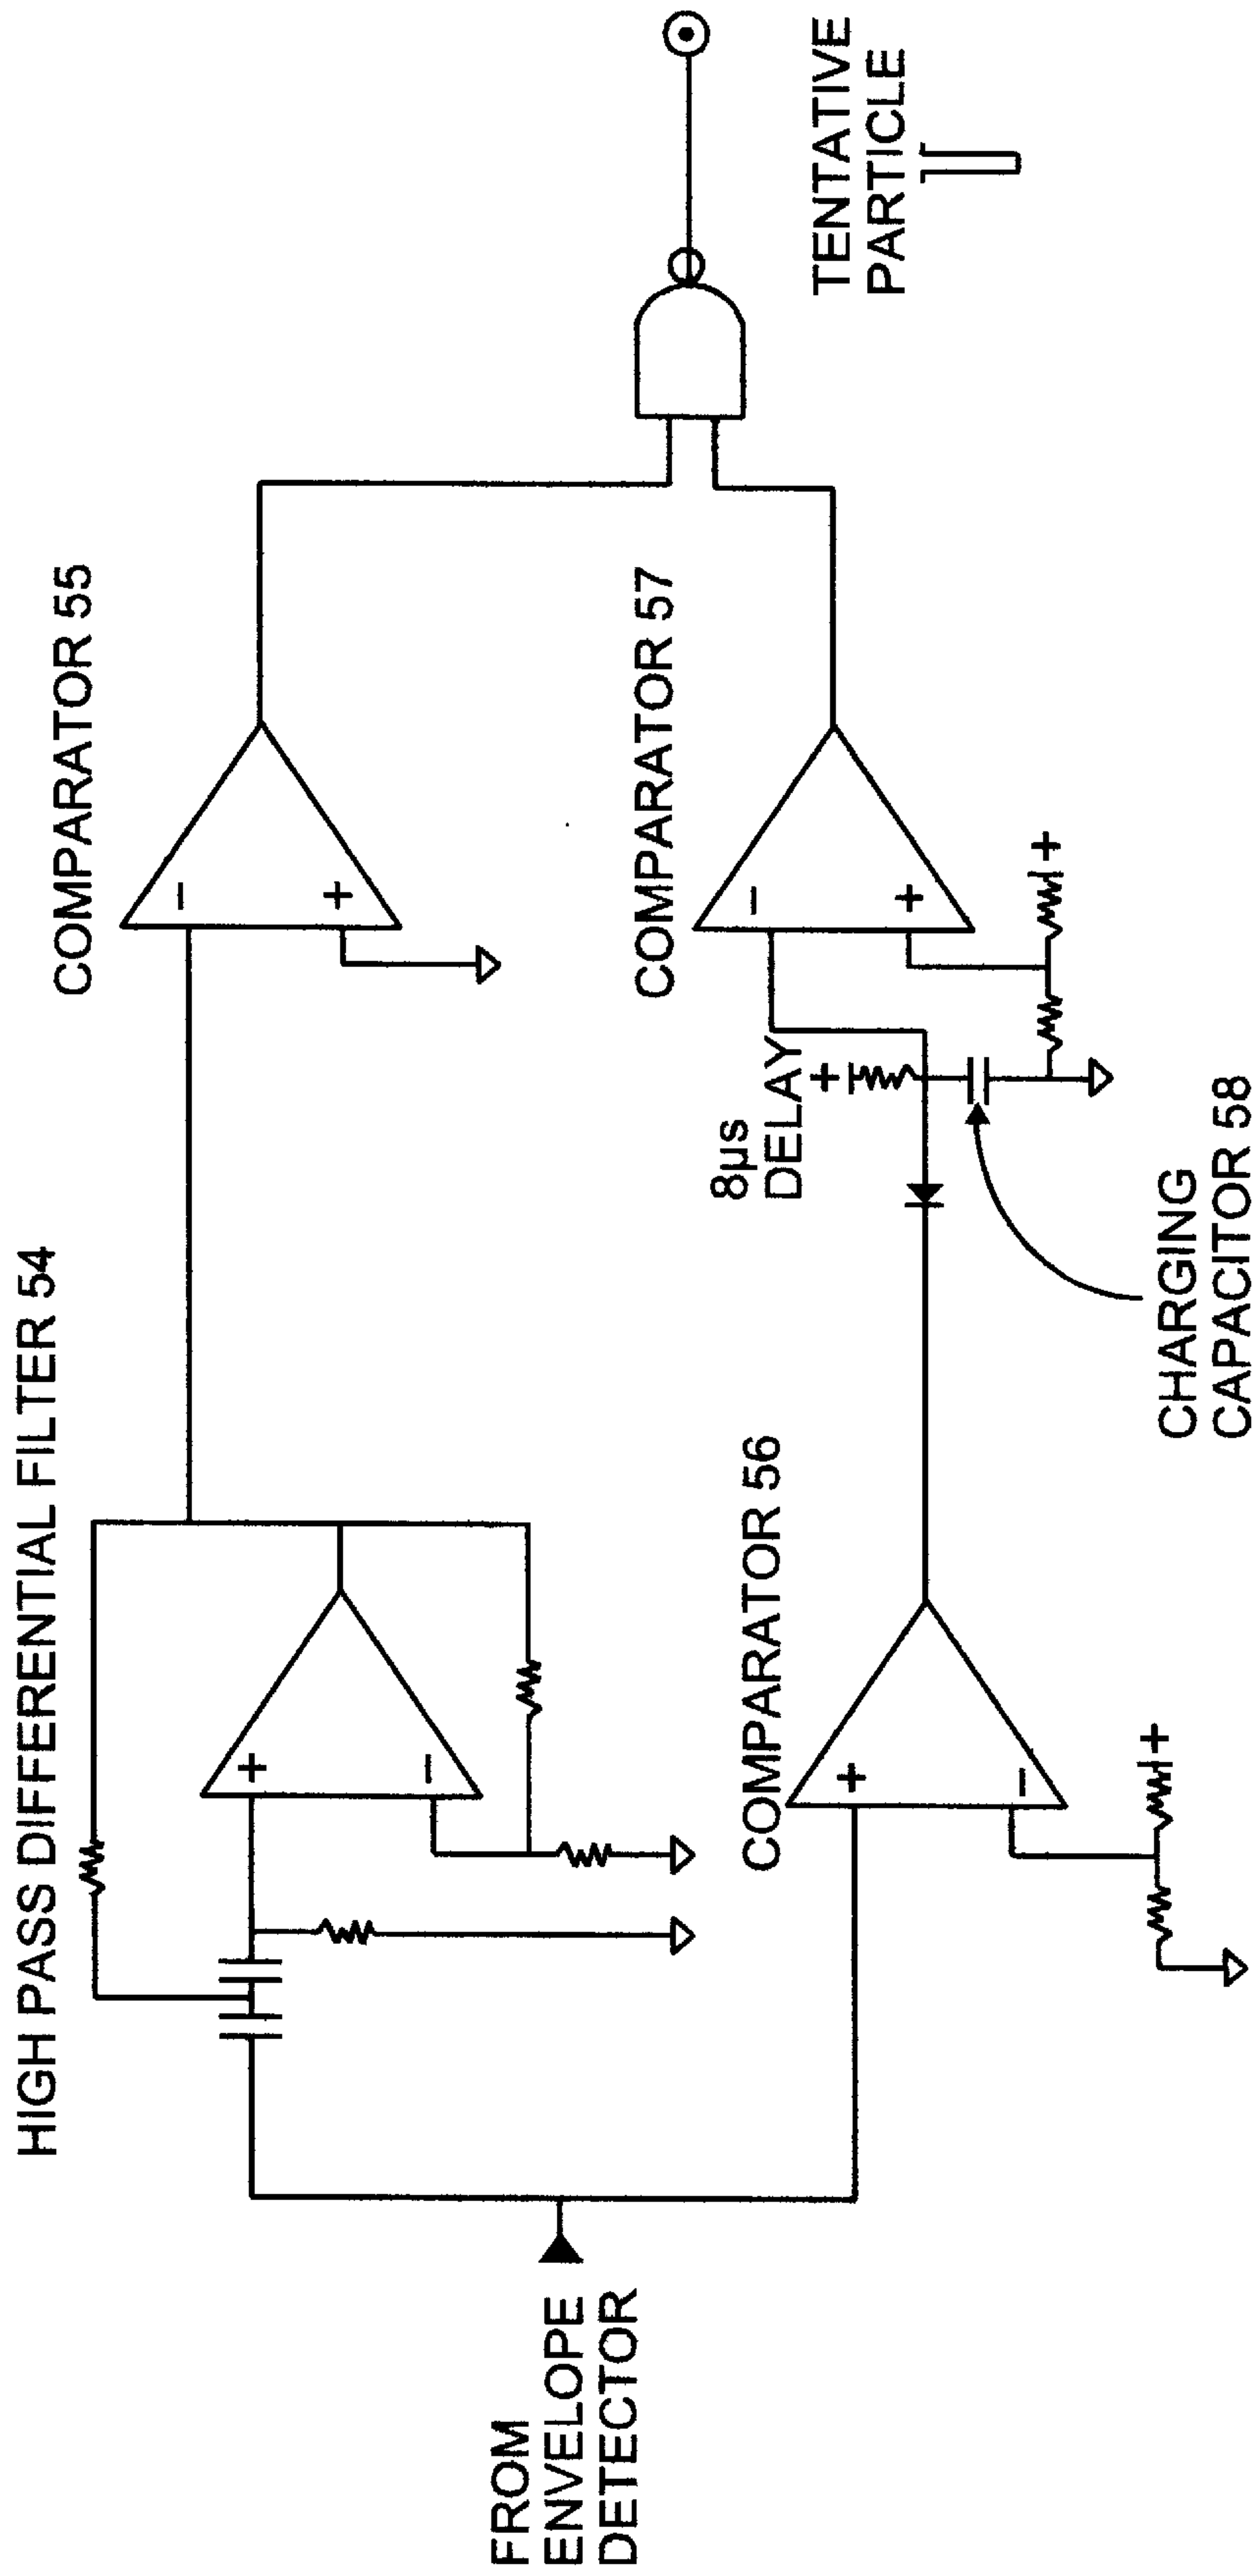 HIGH PASS DIFFERENTIAL FILTER 54
+
−
COMPARATOR 55
−
+
FROM
ENVELOPE
DETECTOR
COMPARATOR 56
+
−
+
8µs
DELAY
+
CHARGING
CAPACITOR 58
COMPARATOR 57
−
+
+
TENTATIVE
PARTICLE